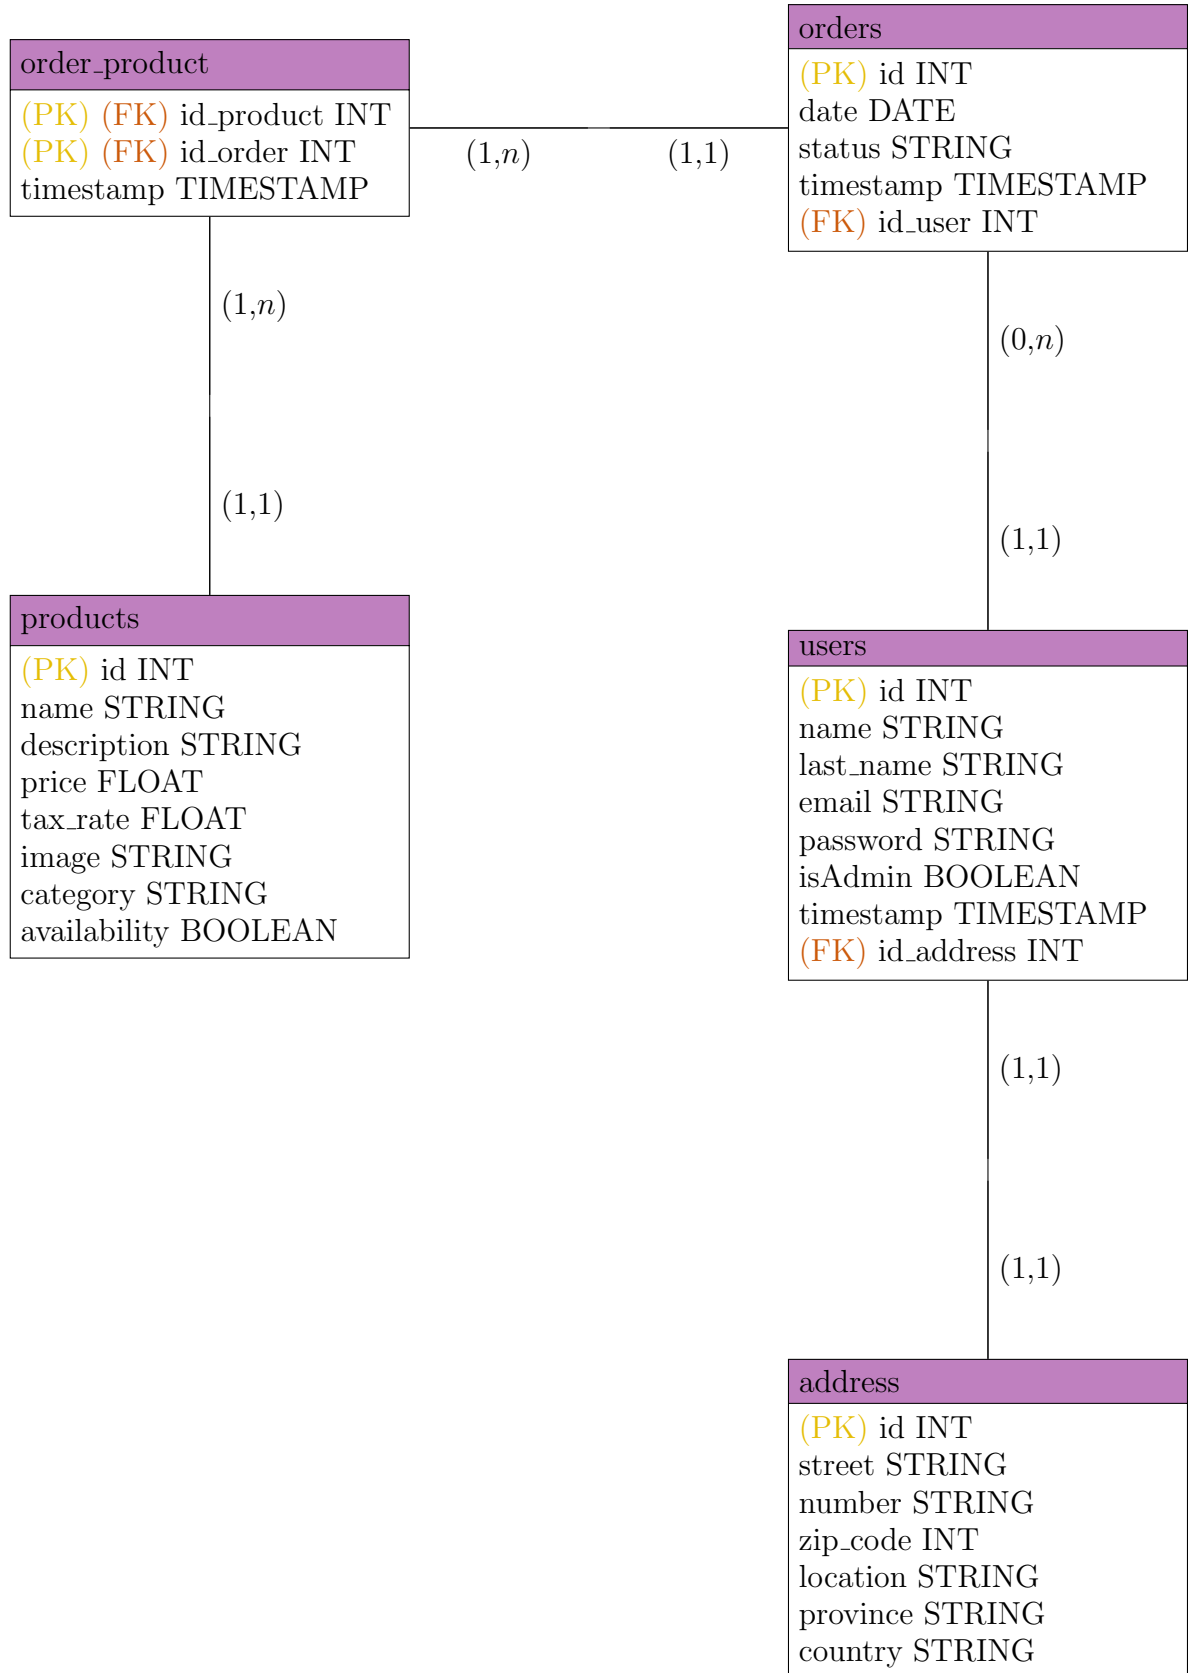 order_product
(PK) (FK) id_product INT
(PK) (FK) id_order INT
timestamp TIMESTAMP
(1,n)
(1,1)
orders
(PK) id INT
date DATE
status STRING
timestamp TIMESTAMP
(FK) id_user INT
(1,n)
(1,1)
(0,n)
(1,1)
products
(PK) id INT
name STRING
description STRING
price FLOAT
tax_rate FLOAT
image STRING
category STRING
availability BOOLEAN
users
(PK) id INT
name STRING
last_name STRING
email STRING
password STRING
isAdmin BOOLEAN
timestamp TIMESTAMP
(FK) id_address INT
(1,1)
(1,1)
address
(PK) id INT
street STRING
number STRING
zip_code INT
location STRING
province STRING
country STRING